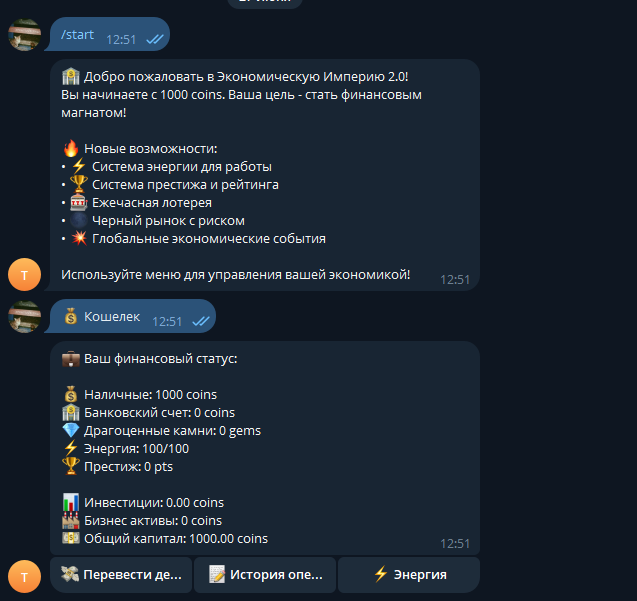 /start 12:51
🏦 Добро пожаловать в Экономическую Империю 2.0!
Вы начинаете с 1000 coins. Ваша цель - стать финансовым
магнатом!
🔥 Новые возможности:
• ⚡ Система энергии для работы
• 🏆 Система престижа и рейтинга
• 🎰 Ежечасная лотерея
• 🌑 Черный рынок с риском
• 💥 Глобальные экономические события
Используйте меню для управления вашей экономикой! 12:51
Т
💰 Кошелек 12:51
💼 Ваш финансовый статус:
💰 Наличные: 1000 coins
🏦 Банковский счет: 0 coins
💎 Драгоценные камни: 0 gems
⚡ Энергия: 100/100
🏆 Престиж: 0 pts
📊 Инвестиции: 0.00 coins
🏭 Бизнес активы: 0 coins
💵 Общий капитал: 1000.00 coins
12:51
Т
💸 Перевести де...
📝 История опе...
⚡ Энергия